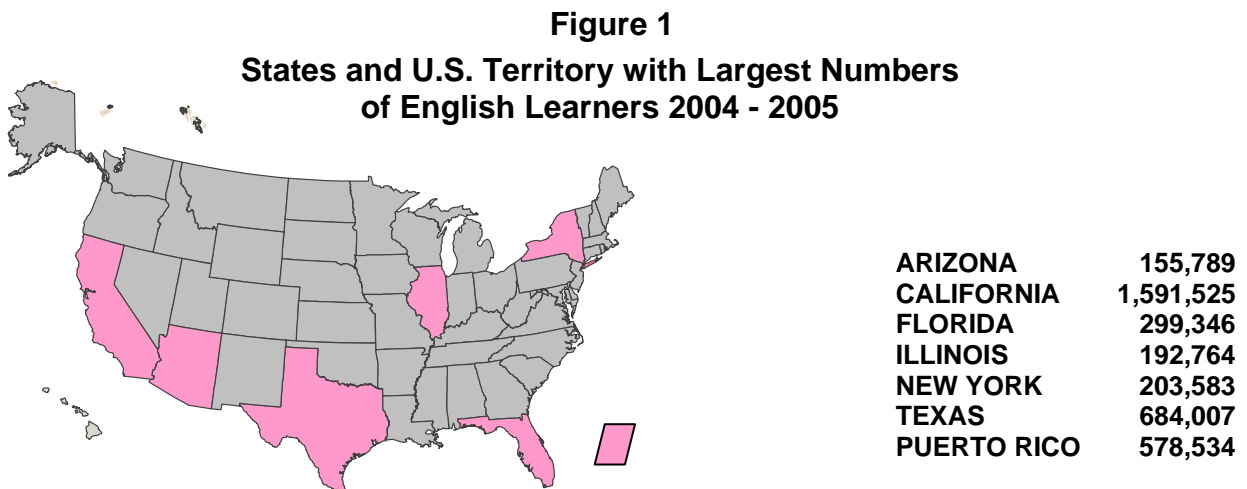 Figure 1
States and U.S. Territory with Largest Numbers
of English Learners 2004 - 2005
ARIZONA 155,789
CALIFORNIA 1,591,525
FLORIDA 299,346
ILLINOIS 192,764
NEW YORK 203,583
TEXAS 684,007
PUERTO RICO 578,534